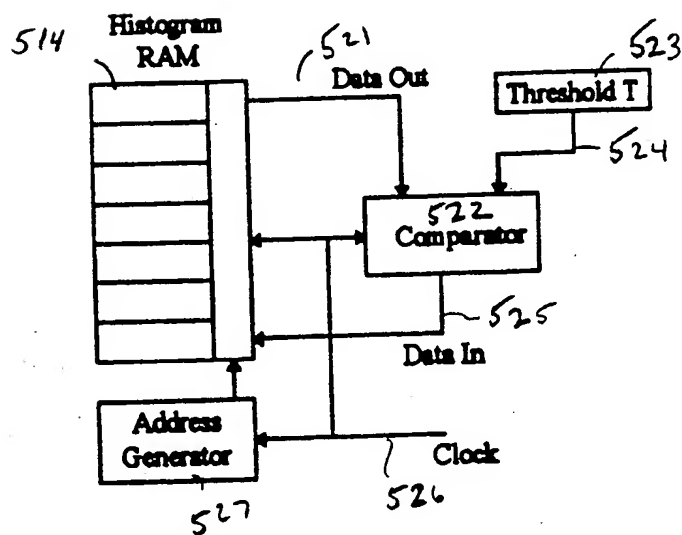 514
Histogram
RAM
521
Data Out
523
Threshold T
524
522
Comparator
525
Data In
Address
Generator
527
Clock
526